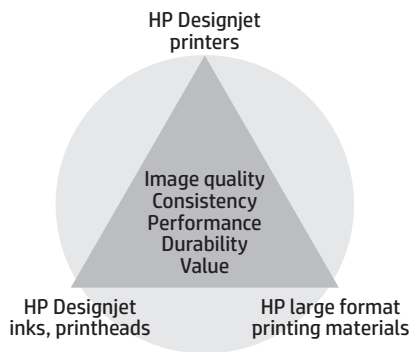 HP Designjet
printers
Image quality
Consistency
Performance
Durability
Value
HP Designjet
inks, printheads
HP large format
printing materials